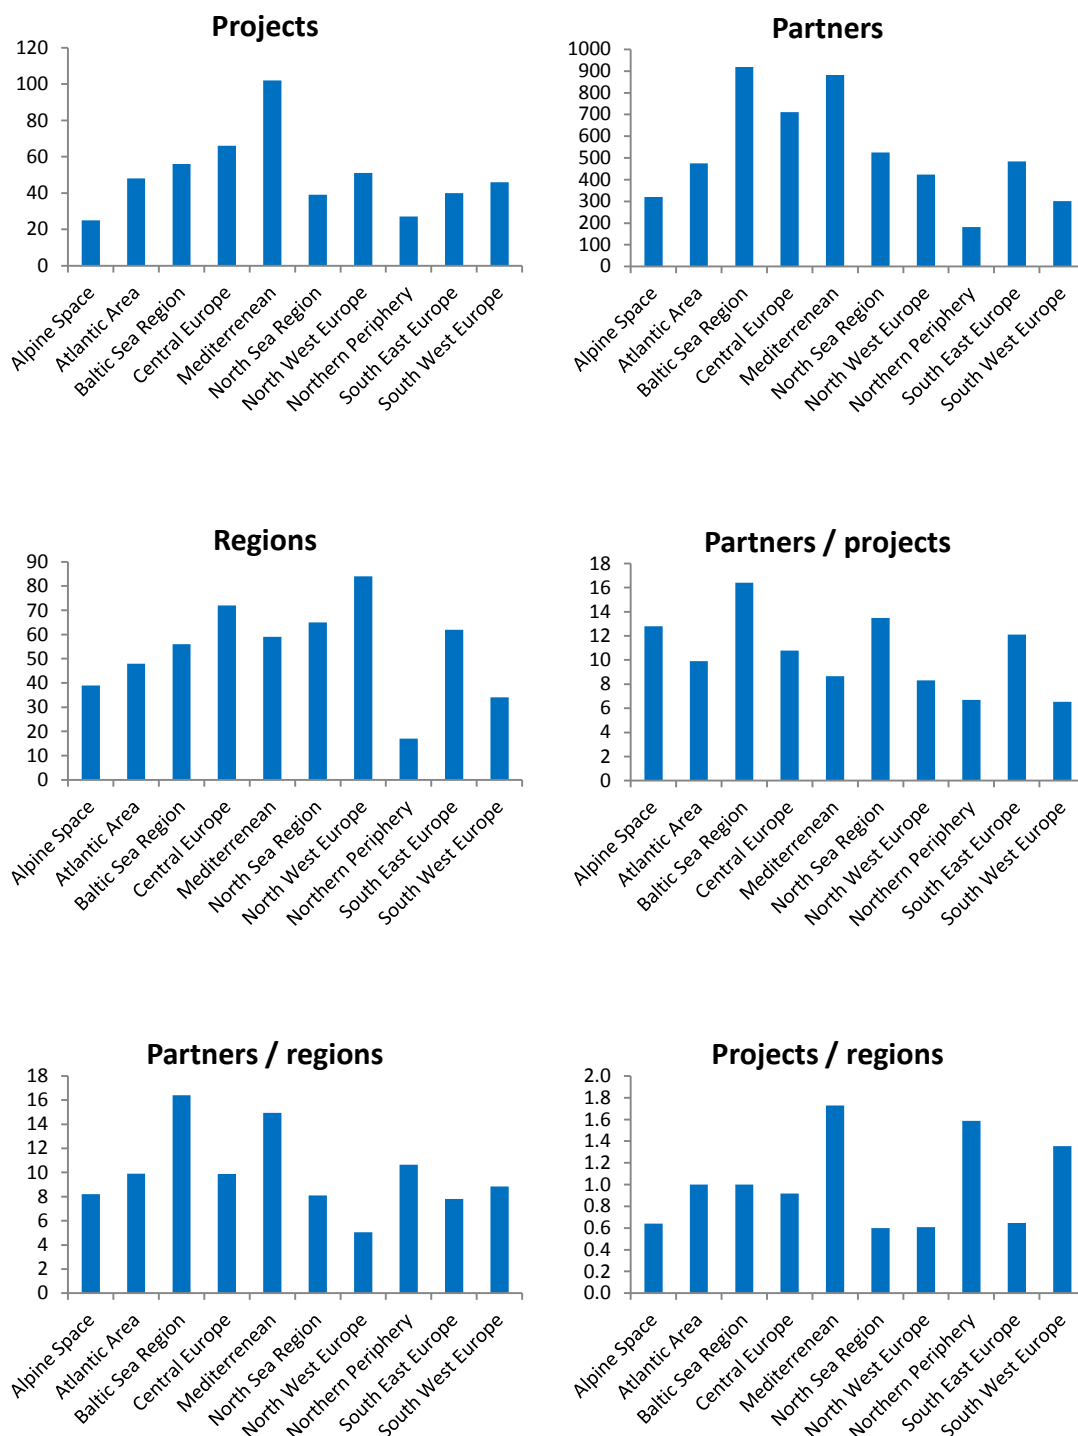 Projects
120
100
80
60
40
20
0
Alpine Space
Atlantic Area
Baltic Sea Region
Central Europe
Mediterrenean
North Sea Region
North West Europe
Northern Periphery
South East Europe
South West Europe
Partners
1000
900
800
700
600
500
400
300
200
100
0
Alpine Space
Atlantic Area
Baltic Sea Region
Central Europe
Mediterrenean
North Sea Region
North West Europe
Northern Periphery
South East Europe
South West Europe
Regions
90
80
70
60
50
40
30
20
10
0
Alpine Space
Atlantic Area
Baltic Sea Region
Central Europe
Mediterrenean
North Sea Region
North West Europe
Northern Periphery
South East Europe
South West Europe
Partners / projects
18
16
14
12
10
8
6
4
2
0
Alpine Space
Atlantic Area
Baltic Sea Region
Central Europe
Mediterrenean
North Sea Region
North West Europe
Northern Periphery
South East Europe
South West Europe
Partners / regions
18
16
14
12
10
8
6
4
2
0
Alpine Space
Atlantic Area
Baltic Sea Region
Central Europe
Mediterrenean
North Sea Region
North West Europe
Northern Periphery
South East Europe
South West Europe
Projects / regions
2.0
1.8
1.6
1.4
1.2
1.0
0.8
0.6
0.4
0.2
0.0
Alpine Space
Atlantic Area
Baltic Sea Region
Central Europe
Mediterrenean
North Sea Region
North West Europe
Northern Periphery
South East Europe
South West Europe